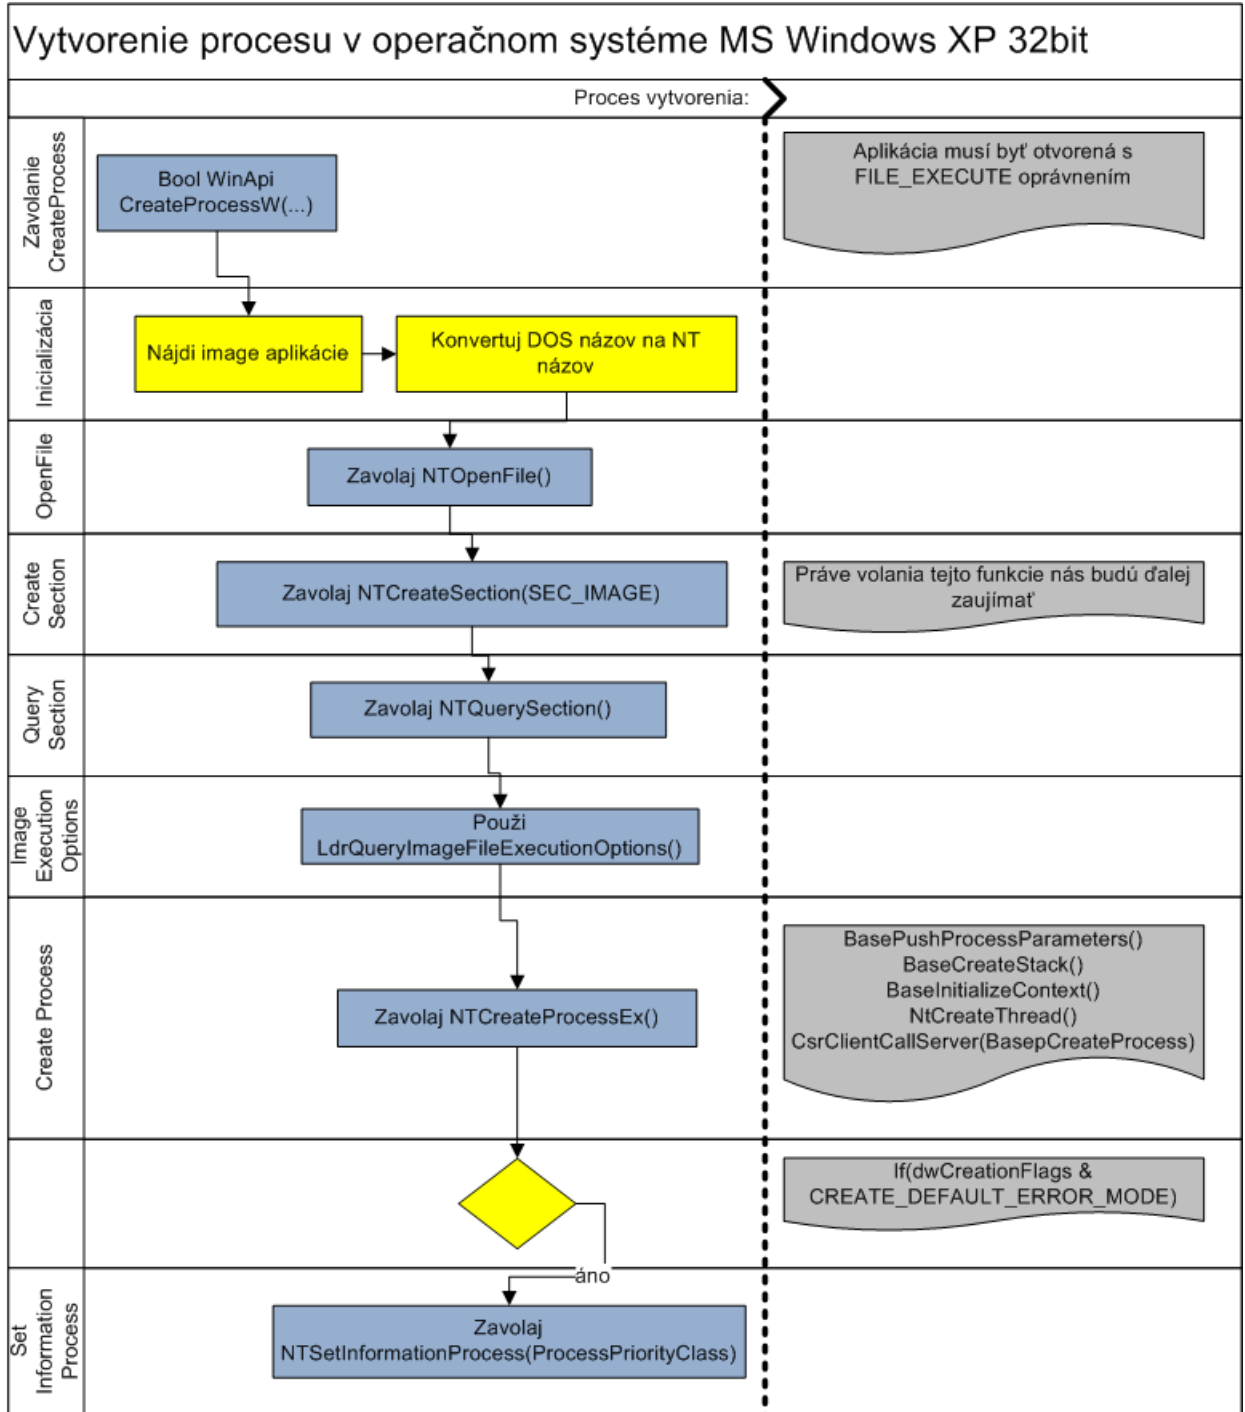 Vytvorenie procesu v operačnom systéme MS Windows XP 32bit
Proces vytvorenia:
Zavolanie
CreateProcess
Bool WinApi
CreateProcessW(...)
Aplikácia musí byť otvorená s
FILE_EXECUTE oprávnením
Inicializácia
Nájdi image aplikácie
Konvertuj DOS názov na NT
názov
OpenFile
Zavolaj NTOpenFile()
Create
Section
Zavolaj NTCreateSection(SEC_IMAGE)
Práve volania tejto funkcie nás budú ďalej
zaujímať
Query
Section
Zavolaj NTQuerySection()
Image
Execution
Options
Použi
LdrQueryImageFileExecutionOptions()
Create Process
Zavolaj NTCreateProcessEx()
BasePushProcessParameters()
BaseCreateStack()
BaseInitializeContext()
NtCreateThread()
CsrClientCallServer(BasepCreateProcess)
If(dwCreationFlags &
CREATE_DEFAULT_ERROR_MODE)
áno
Set
Information
Process
Zavolaj
NTSetInformationProcess(ProcessPriorityClass)